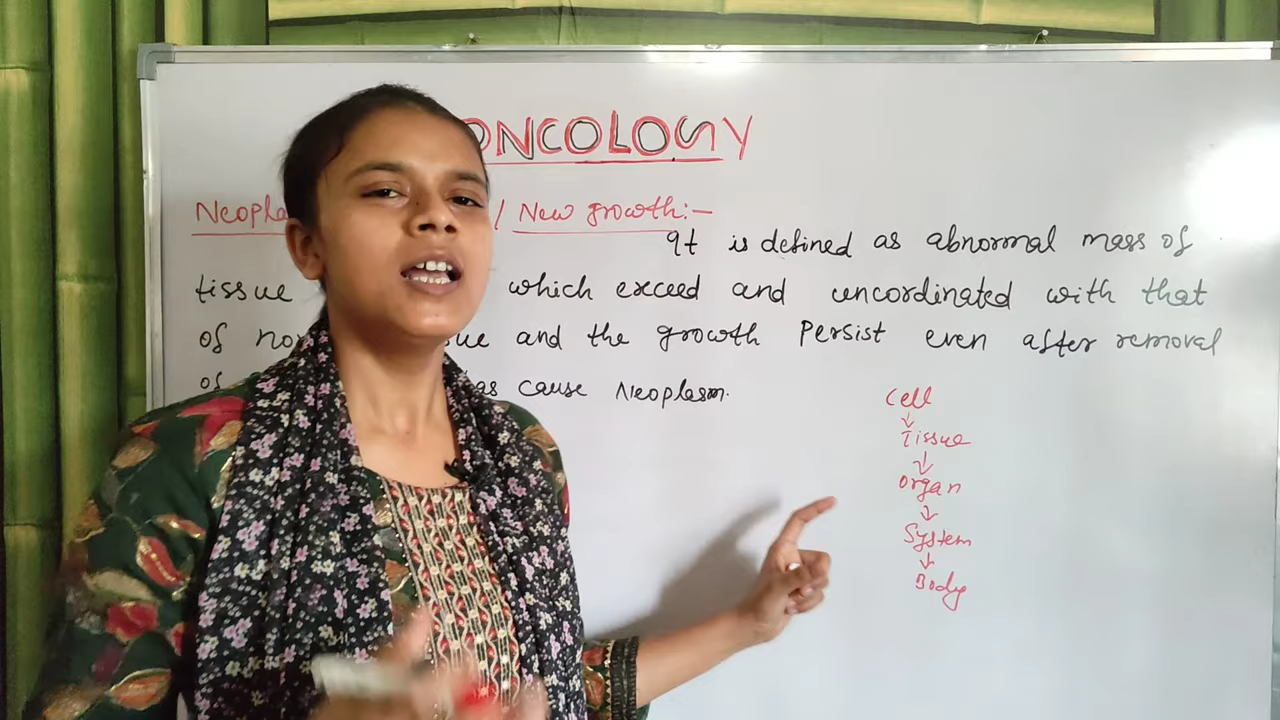 ONCOLOGY
Neopla / New growth:-
It is defined as abnormal mass of
tissue which exceed and uncordinated with that
of no ue and the growth Persist even after removal
of as cause Neoplasm.
Cell
↓
Tissue
↓
Organ
↓
System
↓
Body